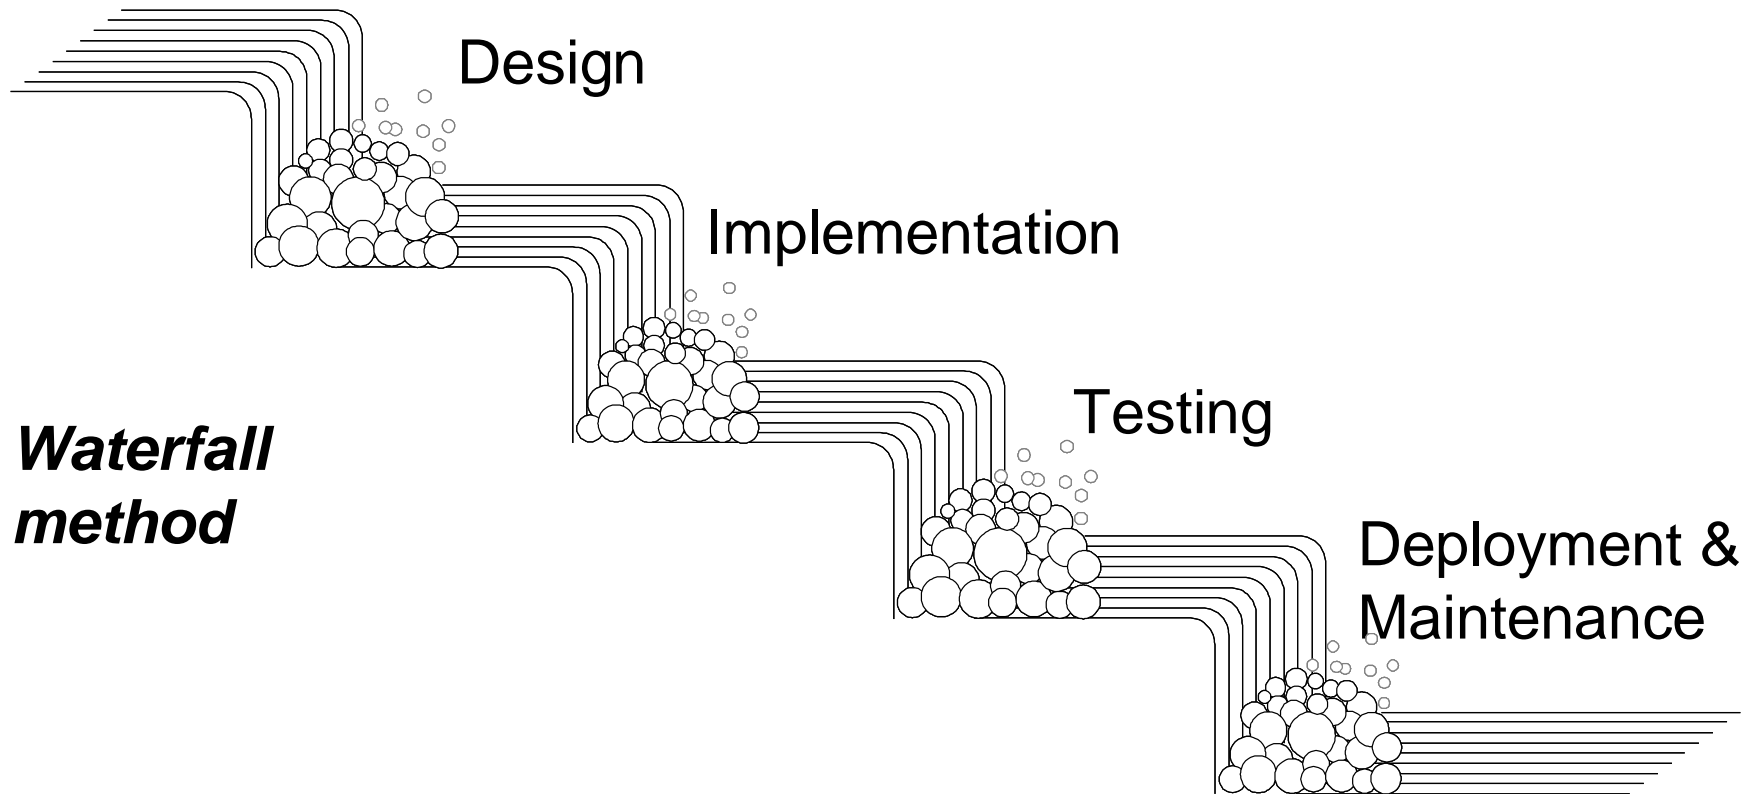 Design
Implementation
Testing
Waterfall
method
Deployment &
Maintenance